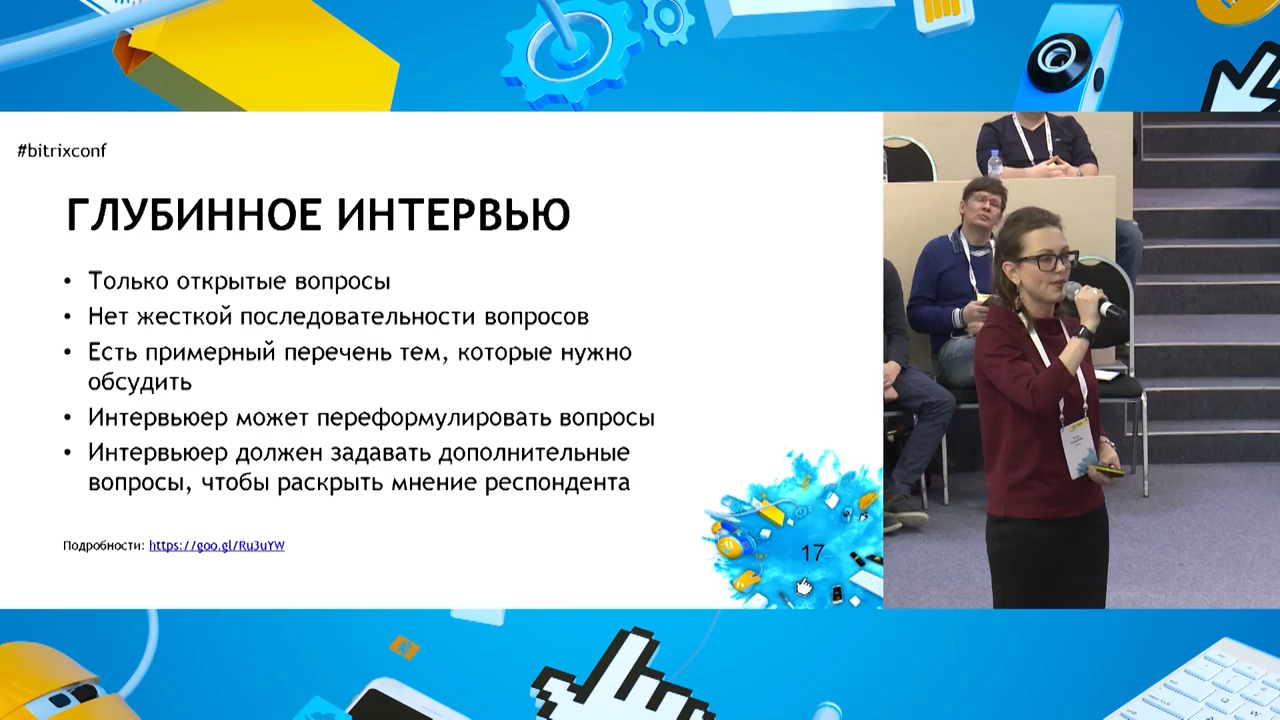 #bitrixconf
ГЛУБИННОЕ ИНТЕРВЬЮ
• Только открытые вопросы
• Нет жесткой последовательности вопросов
• Есть примерный перечень тем, которые нужно
обсудить
• Интервьюер может переформулировать вопросы
• Интервьюер должен задавать дополнительные
вопросы, чтобы раскрыть мнение респондента
Подробности: https://goo.gl/Ru3uYW
17